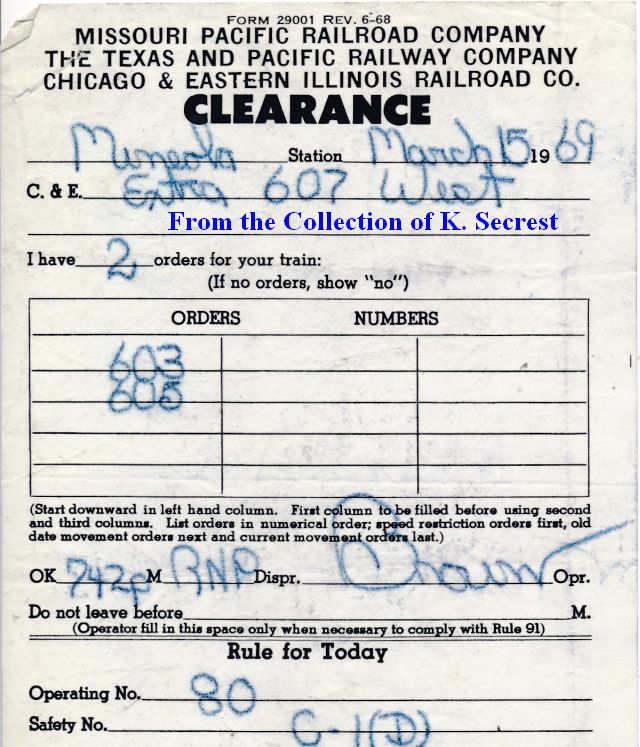 FORM 29001 REV. 6-68
MISSOURI PACIFIC RAILROAD COMPANY
THE TEXAS AND PACIFIC RAILWAY COMPANY
CHICAGO & EASTERN ILLINOIS RAILROAD CO.
CLEARANCE
Mineola Station March 15 19 69
C. & E. Extra 607 West
From the Collection of K. Secrest
I have 2 orders for your train:
(If no orders, show "no")
ORDERS NUMBERS
603
605
(Start downward in left hand column. First column to be filled before using second
and third columns. List orders in numerical order; speed restriction orders first, old
date movement orders next and current movement orders last.)
OK 742p M RNP Dispr. Opr.
Do not leave before M.
(Operator fill in this space only when necessary to comply with Rule 91)
Rule for Today
Operating No. 80
Safety No. C-1(D)